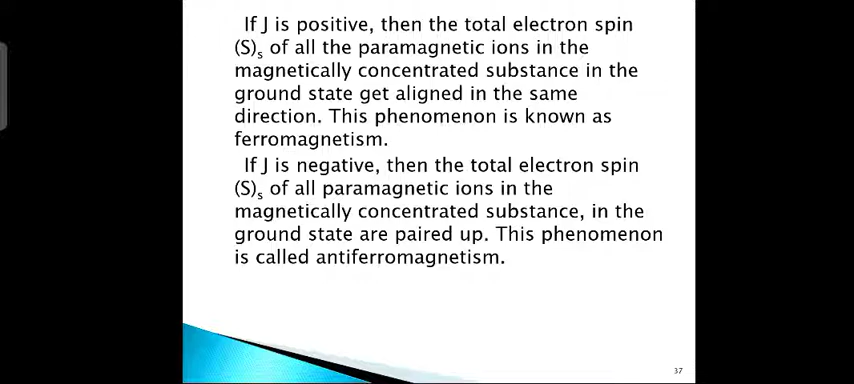 If J is positive, then the total electron spin
(S)s of all the paramagnetic ions in the
magnetically concentrated substance in the
ground state get aligned in the same
direction. This phenomenon is known as
ferromagnetism.
If J is negative, then the total electron spin
(S)s of all paramagnetic ions in the
magnetically concentrated substance, in the
ground state are paired up. This phenomenon
is called antiferromagnetism.
37